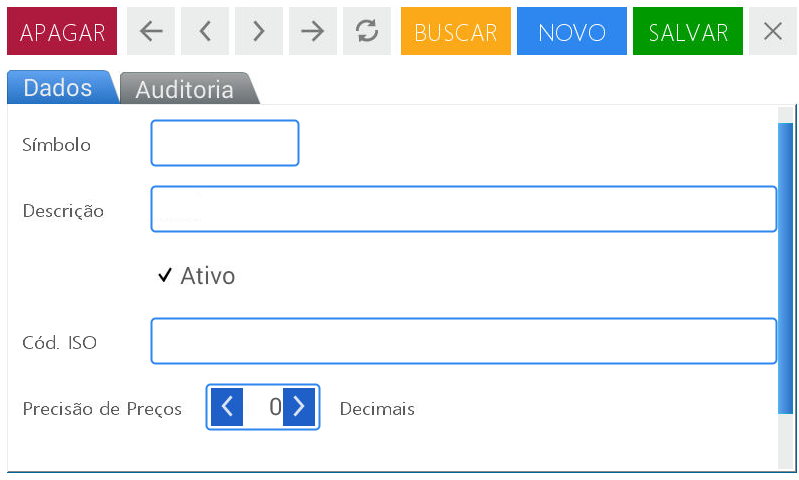 APAGAR BUSCAR NOVO SALVAR
Dados Auditoria
Símbolo
Descrição
Ativo
Cód. ISO
Precisão de Preços 0 Decimais